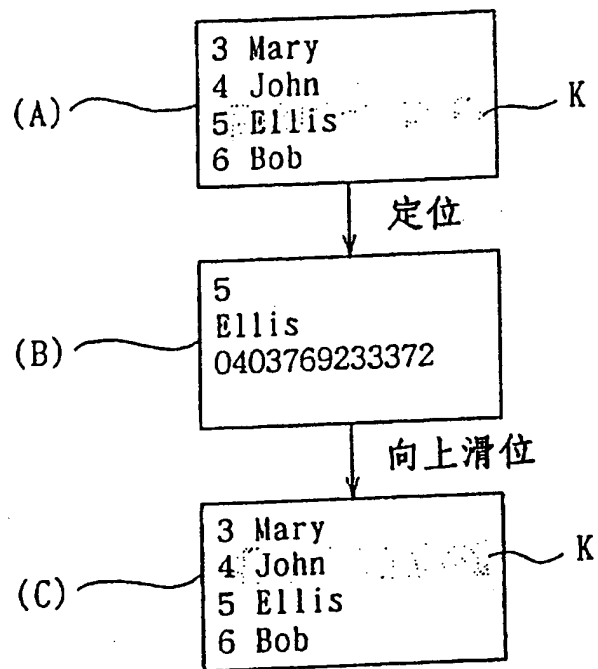 3 Mary
4 John
(A)
5 Ellis
K
6 Bob
定位
5
Ellis
(B)
0403769233372
向上滑位
3 Mary
4 John
K
(C)
5 Ellis
6 Bob